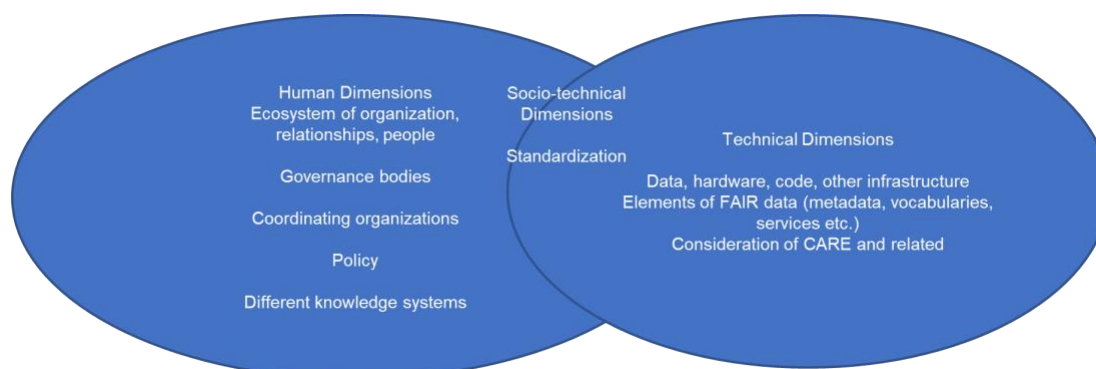 Human Dimensions
Ecosystem of organization,
relationships, people
Governance bodies
Coordinating organizations
Policy
Different knowledge systems
Socio-technical
Dimensions
Standardization
Technical Dimensions
Data, hardware, code, other infrastructure
Elements of FAIR data (metadata, vocabularies,
services etc.)
Consideration of CARE and related